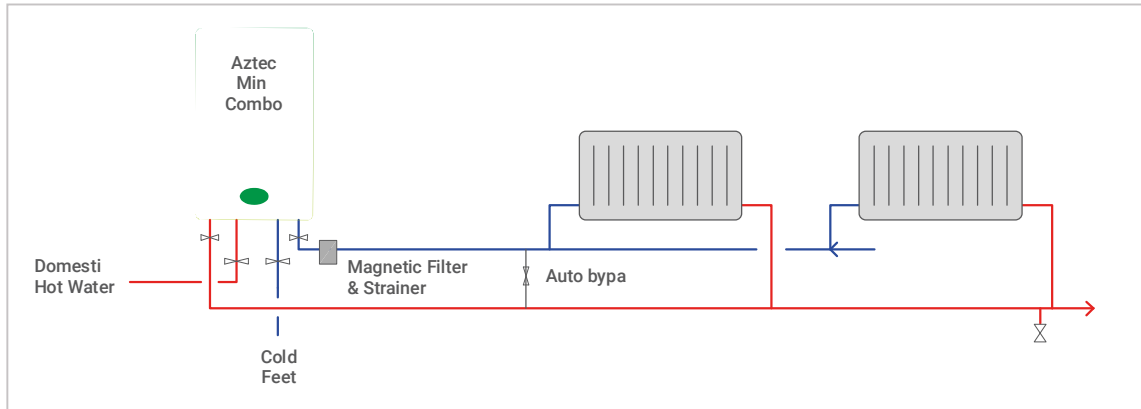 Aztec
Min
Combo
Domesti
Hot Water
Magnetic Filter
& Strainer
Auto bypa
Cold
Feet